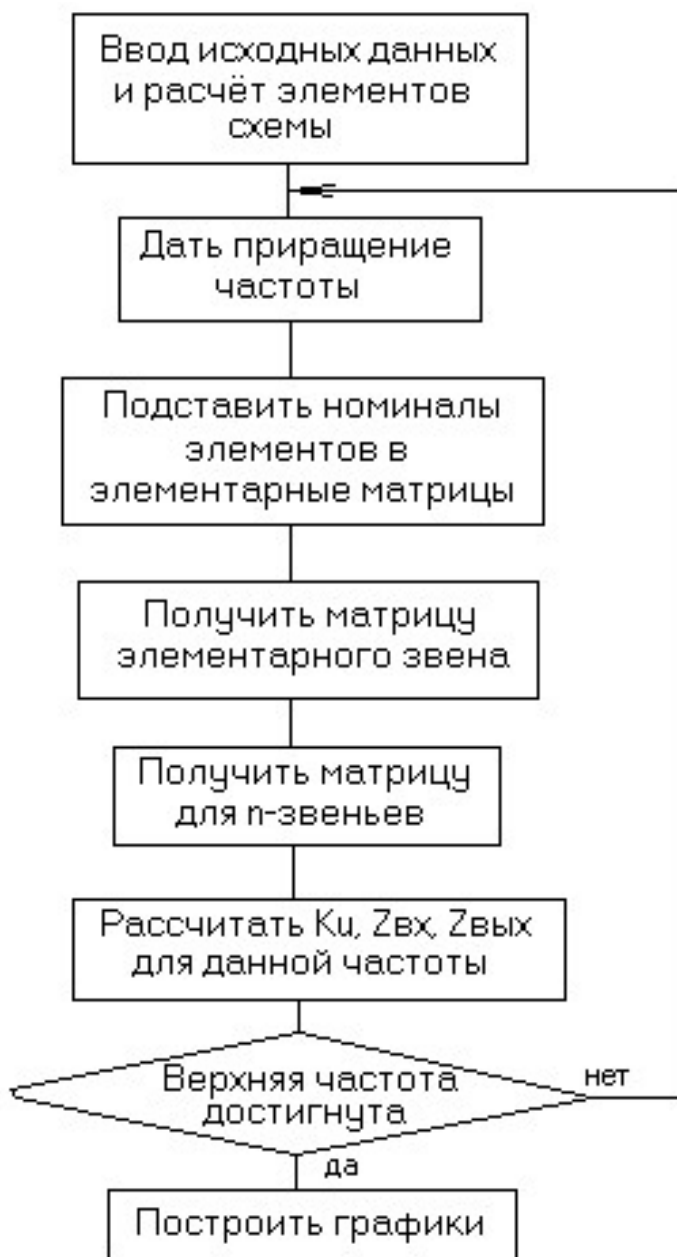 Ввод исходных данных
и расчёт элементов
схемы
Дать приращение
частоты
Подставить номиналы
элементов в
элементарные матрицы
Получить матрицу
элементарного звена
Получить матрицу
для n-звеньев
Рассчитать Ku, Zвх, Zвых
для данной частоты
Верхняя частота
достигнута
нет
да
Построить графики